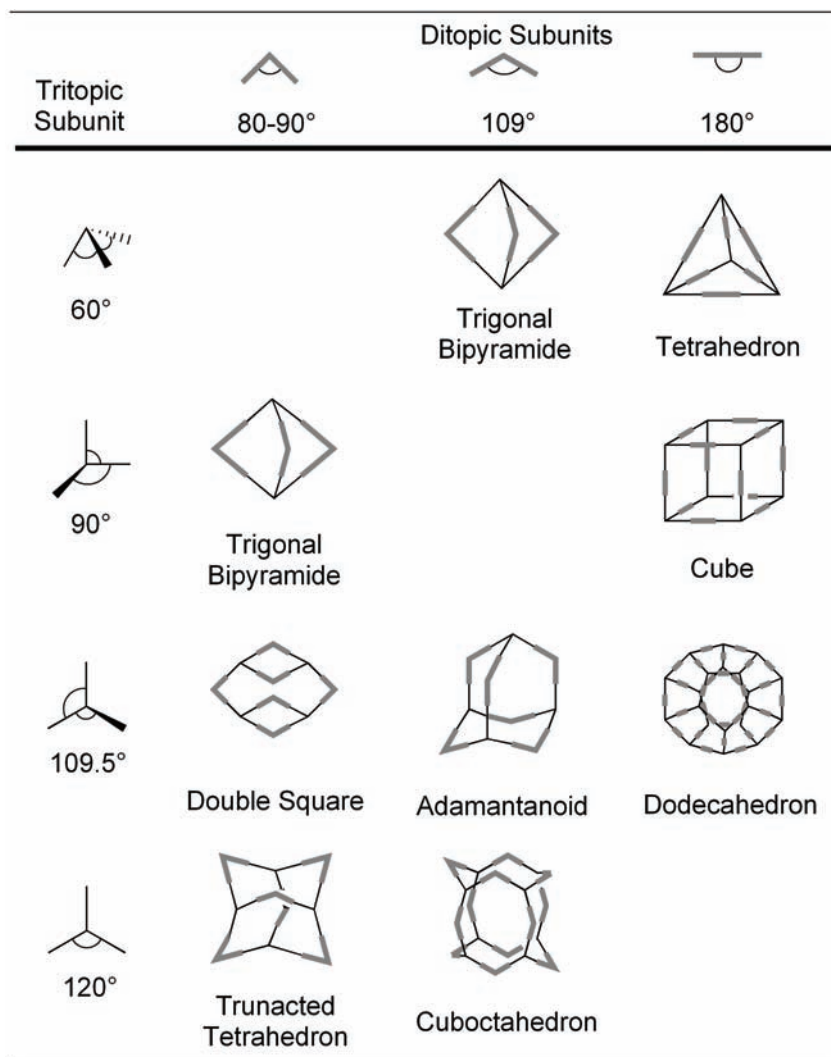 Ditopic Subunits
Tritopic
Subunit
80-90°
109°
180°
60°
Trigonal
Bipyramide
Tetrahedron
90°
Trigonal
Bipyramide
Cube
109.5°
Double Square
Adamantanoid
Dodecahedron
120°
Trunacted
Tetrahedron
Cuboctahedron